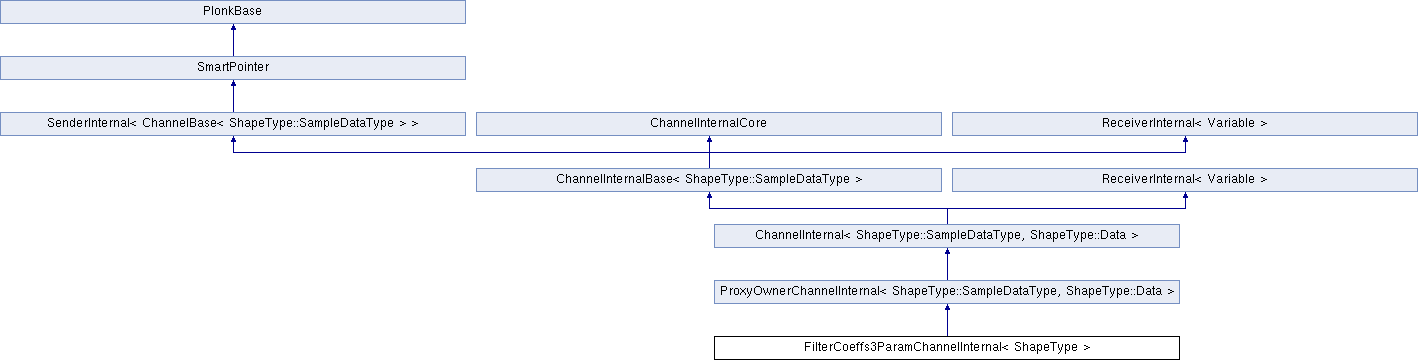 PlonkBase
SmartPointer
SenderInternal< ChannelBase< ShapeType::SampleDataType > >
ChannelInternalCore
ReceiverInternal< Variable >
ChannelInternalBase< ShapeType::SampleDataType >
ReceiverInternal< Variable >
ChannelInternal< ShapeType::SampleDataType, ShapeType::Data >
ProxyOwnerChannelInternal< ShapeType::SampleDataType, ShapeType::Data >
FilterCoeffs3ParamChannelInternal< ShapeType >